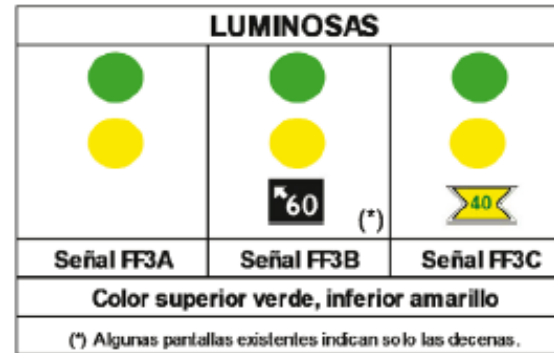 LUMINOSAS
60
(*)
40
Señal FF3A
Señal FF3B
Señal FF3C
Color superior verde, inferior amarillo
(*) Algunas pantallas existentes indican solo las decenas.